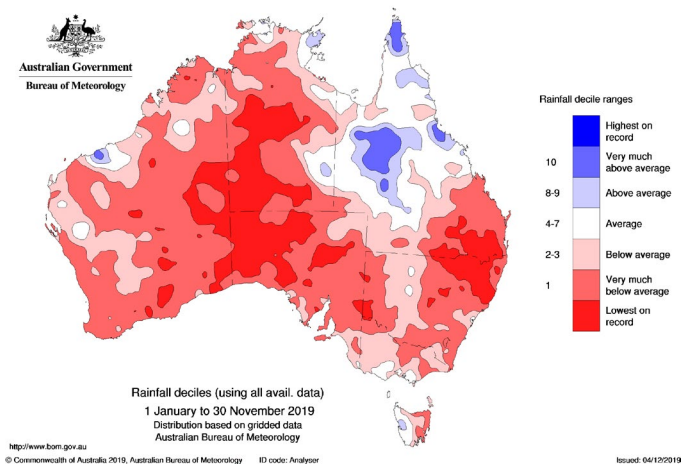 Australian Government
Bureau of Meteorology
Rainfall decile ranges
Highest on
record
10
Very much
above average
8-9
Above average
4-7
Average
2-3
Below average
1
Very much
below average
Lowest on
record
Rainfall deciles (using all avail. data)
1 January to 30 November 2019
Distribution based on gridded data
Australian Bureau of Meteorology
http://www.bom.gov.au
© Commonwealth of Australia 2019, Australian Bureau of Meteorology
ID code: Analyser
Issued: 04/12/2019